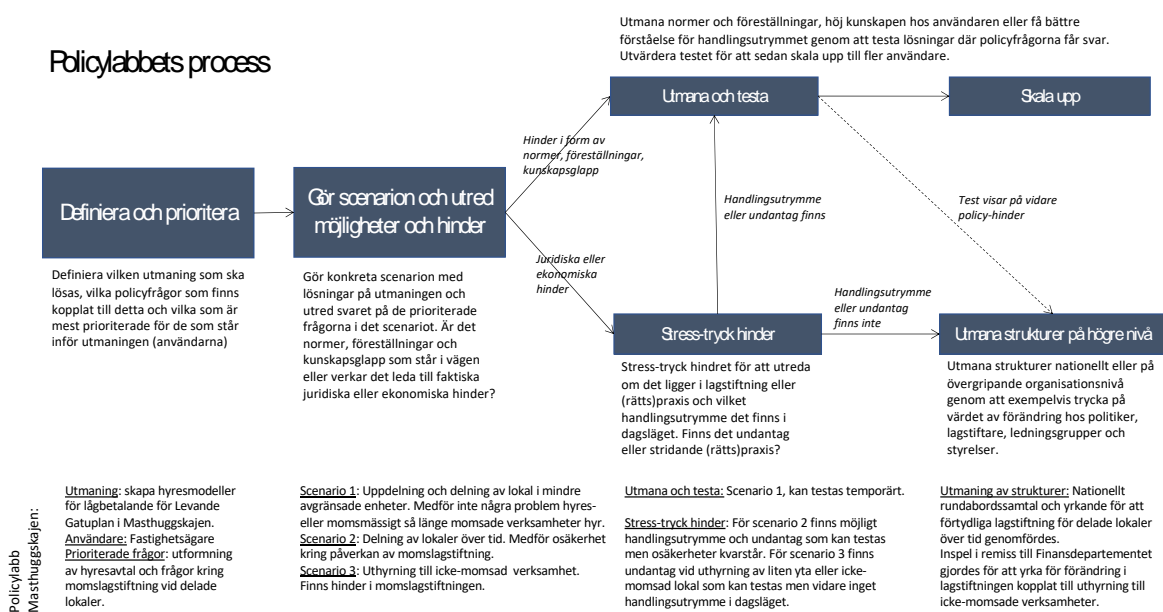 Policylabbets process
Utmana normer och föreställningar, höj kunskapen hos användaren eller få bättre
förståelse för handlingsutrymmet genom att testa lösningar där policyfrågorna får svar.
Utvärdera testet för att sedan skala upp till fler användare.
Utmana och testa
Skala upp
Hinder i form av
normer, föreställningar,
kunskapsglapp
Definiera och prioritera
Gör scenarion och utred
möjligheter och hinder
Handlingsutrymme
eller undantag finns
Test visar på vidare
policy-hinder
Juridiska eller
ekonomiska
hinder
Definiera vilken utmaning som ska
lösas, vilka policyfrågor som finns
kopplat till detta och vilka som är
mest prioriterade för de som står
inför utmaningen (användarna)
Gör konkreta scenarion med
lösningar på utmaningen och
utred svaret på de prioriterade
frågorna i det scenariot. Är det
normer, föreställningar och
kunskapsglapp som står i vägen
eller verkar det leda till faktiska
juridiska eller ekonomiska hinder?
Handlingsutrymme
eller undantag
finns inte
Stress-tryck hinder
Utmana strukturer på högre nivå
Stress-tryck hindret för att utreda
om det ligger i lagstiftning eller
(rätts)praxis och vilket
handlingsutrymme det finns i
dagsläget. Finns det undantag
eller stridande (rätts)praxis?
Utmana strukturer nationellt eller på
övergripande organisationsnivå
genom att exempelvis trycka på
värdet av förändring hos politiker,
lagstiftare, ledningsgrupper och
styrelser.
Policylabb
Masthuggskajen:
Utmaning: skapa hyresmodeller
för lågbetalande för Levande
Gatuplan i Masthuggskajen.
Användare: Fastighetsägare
Prioriterade frågor: utformning
av hyresavtal och frågor kring
momslagstiftning vid delade
lokaler.
Scenario 1: Uppdelning och delning av lokal i mindre
avgränsade enheter. Medför inte några problem hyres-
eller momsmässigt så länge momsade verksamheter hyr.
Scenario 2: Delning av lokaler över tid. Medför osäkerhet
kring påverkan av momslagstiftning.
Scenario 3: Uthyrning till icke-momsad verksamhet.
Finns hinder i momslagstiftningen.
Utmana och testa: Scenario 1, kan testas temporärt.
Stress-tryck hinder: För scenario 2 finns möjligt
handlingsutrymme och undantag som kan testas
men osäkerheter kvarstår. För scenario 3 finns
undantag vid uthyrning av liten yta eller icke-
momsad lokal som kan testas men vidare inget
handlingsutrymme i dagsläget.
Utmaning av strukturer: Nationellt
rundabordssamtal och yrkande för att
förtydliga lagstiftning för delade lokaler
över tid genomfördes.
Inspel i remiss till Finansdepartementet
gjordes för att yrka för förändring i
lagstiftningen kopplat till uthyrning till
icke-momsade verksamheter.